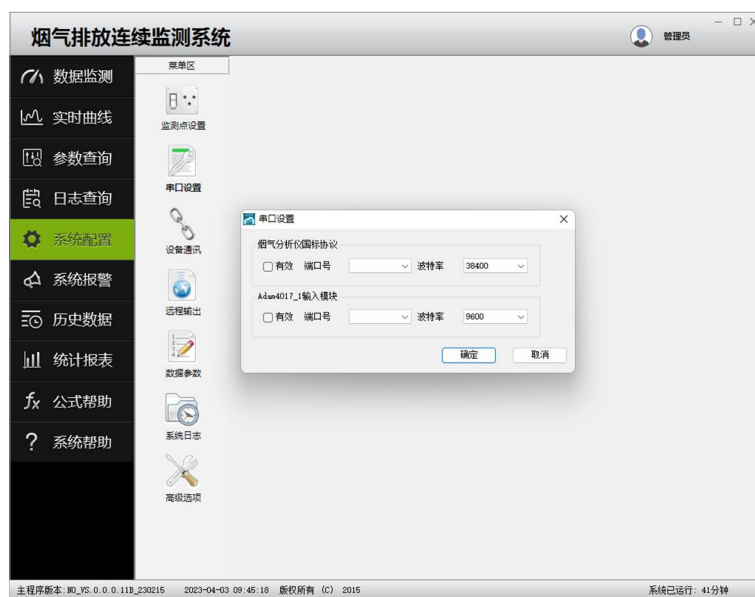 烟气排放连续监测系统
管理员
数据监测
实时曲线
参数查询
日志查询
系统配置
系统报警
历史数据
统计报表
公式帮助
系统帮助
菜单区
监测点设置
串口设置
设备通讯
远程输出
数据参数
系统日志
高级选项
串口设置
烟气分析仪国标协议
有效 端口号 波特率 38400
Adam4017_1输入模块
有效 端口号 波特率 9600
确定 取消
主程序版本:NO_VS.0.0.0.11B_230215 2023-04-03 09:45:18 版权所有 (C) 2015 系统已运行: 41分钟